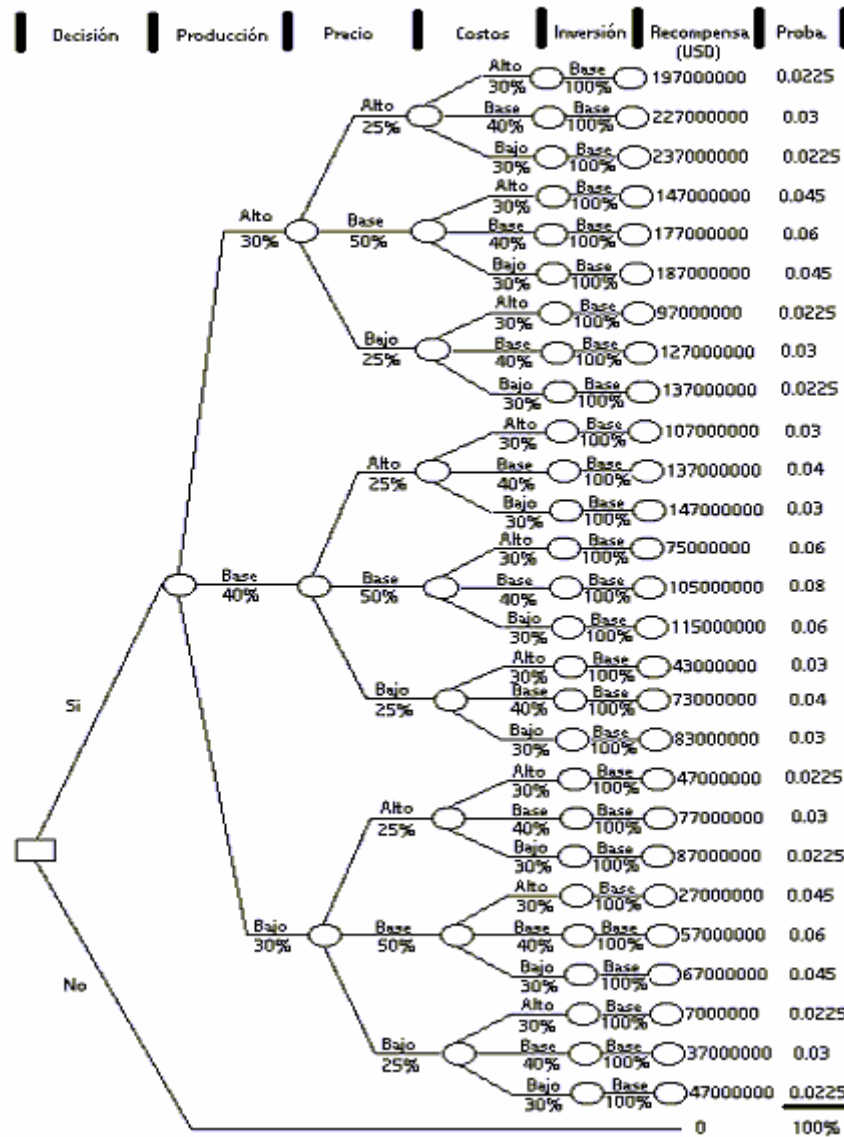 Decisión Producción Precio Costos Inversión Recompensa (USD) Proba.
Alto 30% Base 100% 197000000 0.0225
Alto 25% Base 40% Base 100% 227000000 0.03
Bajo 30% Base 100% 237000000 0.0225
Alto 30% Base 100% 147000000 0.045
Alto 30% Base 50% Base 40% Base 100% 177000000 0.06
Bajo 30% Base 100% 187000000 0.045
Alto 30% Base 100% 97000000 0.0225
Bajo 25% Base 40% Base 100% 127000000 0.03
Bajo 30% Base 100% 137000000 0.0225
Alto 30% Base 100% 107000000 0.03
Alto 25% Base 40% Base 100% 137000000 0.04
Bajo 30% Base 100% 147000000 0.03
Alto 30% Base 100% 75000000 0.06
Base 40% Base 50% Base 40% Base 100% 105000000 0.08
Bajo 30% Base 100% 115000000 0.06
Alto 30% Base 100% 43000000 0.03
Si Bajo 25% Base 40% Base 100% 73000000 0.04
Bajo 30% Base 100% 83000000 0.03
Alto 30% Base 100% 47000000 0.0225
Alto 25% Base 40% Base 100% 77000000 0.03
Bajo 30% Base 100% 87000000 0.0225
Alto 30% Base 100% 27000000 0.045
Bajo 30% Base 50% Base 40% Base 100% 57000000 0.06
No Bajo 30% Base 100% 67000000 0.045
Alto 30% Base 100% 7000000 0.0225
Bajo 25% Base 40% Base 100% 37000000 0.03
Bajo 30% Base 100% 47000000 0.0225
0 100%